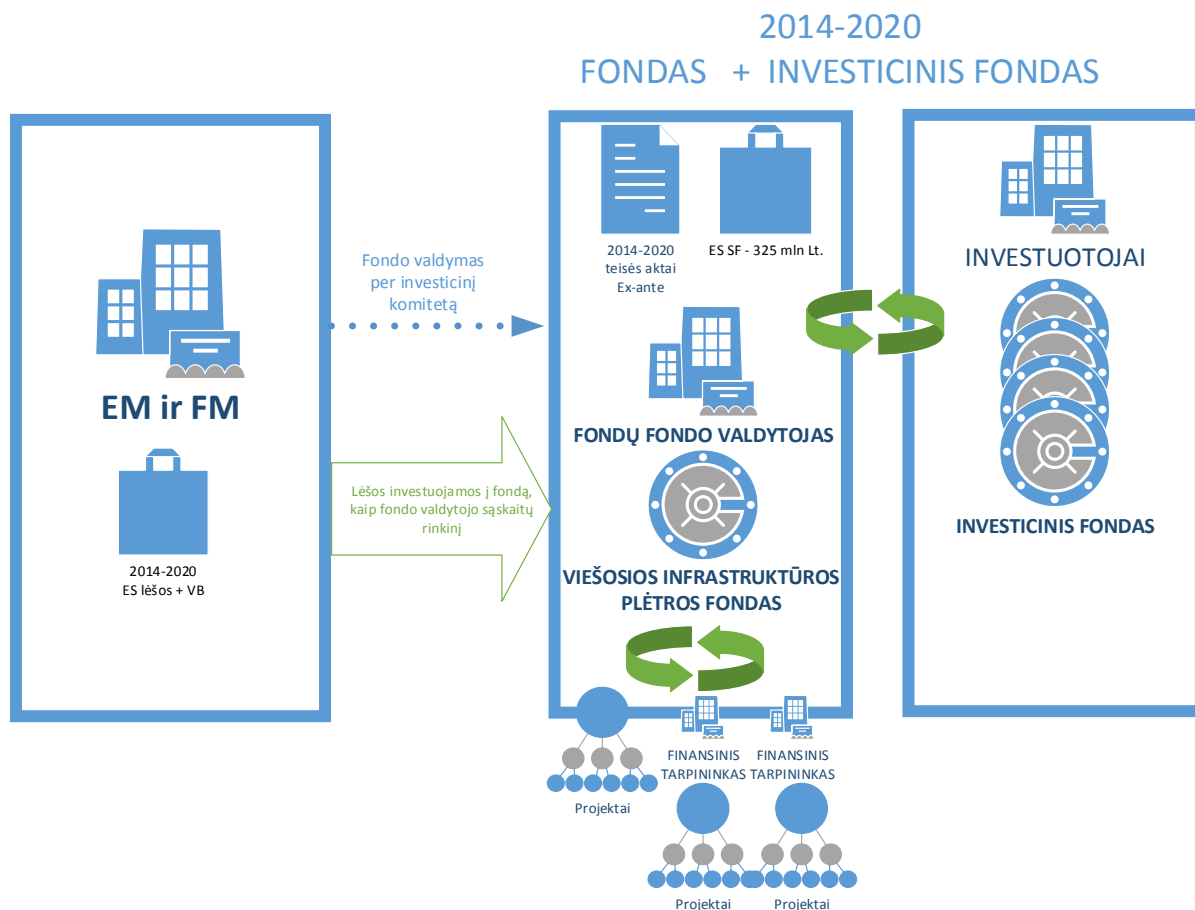 2014-2020
FONDAS + INVESTICINIS FONDAS
EM ir FM
2014-2020
ES lėšos + VB
Fondo valdymas
per investicinį
komitetą
Lėšos investuojamos į fondą,
kaip fondo valdytojo sąskaitų
rinkinį
2014-2020
teisės aktai
Ex-ante
ES SF - 325 mln Lt.
FONDŲ FONDO VALDYTOJAS
VIEŠOSIOS INFRASTRUKTŪROS
PLĖTROS FONDAS
INVESTUOTOJAI
INVESTICINIS FONDAS
Projektai
FINANSINIS
TARPININKAS
Projektai
FINANSINIS
TARPININKAS
Projektai